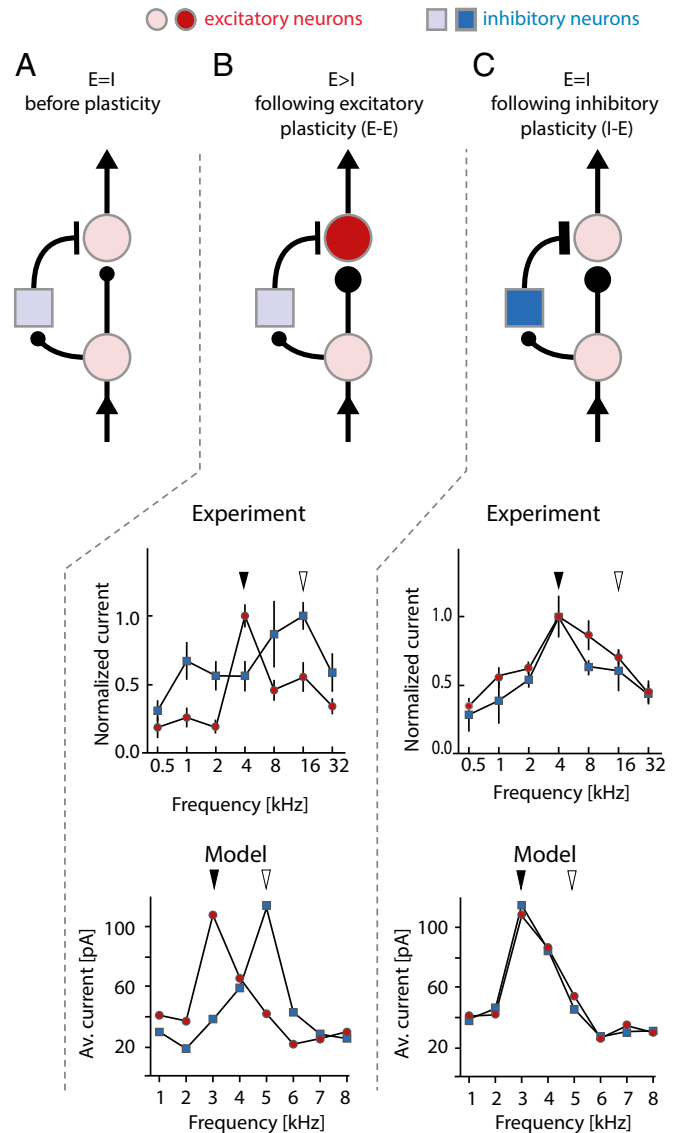 excitatory neurons
inhibitory neurons
A
E=I
before plasticity
B
E>I
following excitatory
plasticity (E-E)
C
E=I
following inhibitory
plasticity (I-E)
Experiment
Normalized current
1.0
0.5
0.0
0.5 1 2 4 8 16 32
Frequency [kHz]
Experiment
Normalized current
1.0
0.5
0.0
0.5 1 2 4 8 16 32
Frequency [kHz]
Model
Av. current [pA]
100
60
20
1 2 3 4 5 6 7 8
Frequency [kHz]
Model
Av. current [pA]
100
60
20
1 2 3 4 5 6 7 8
Frequency [kHz]